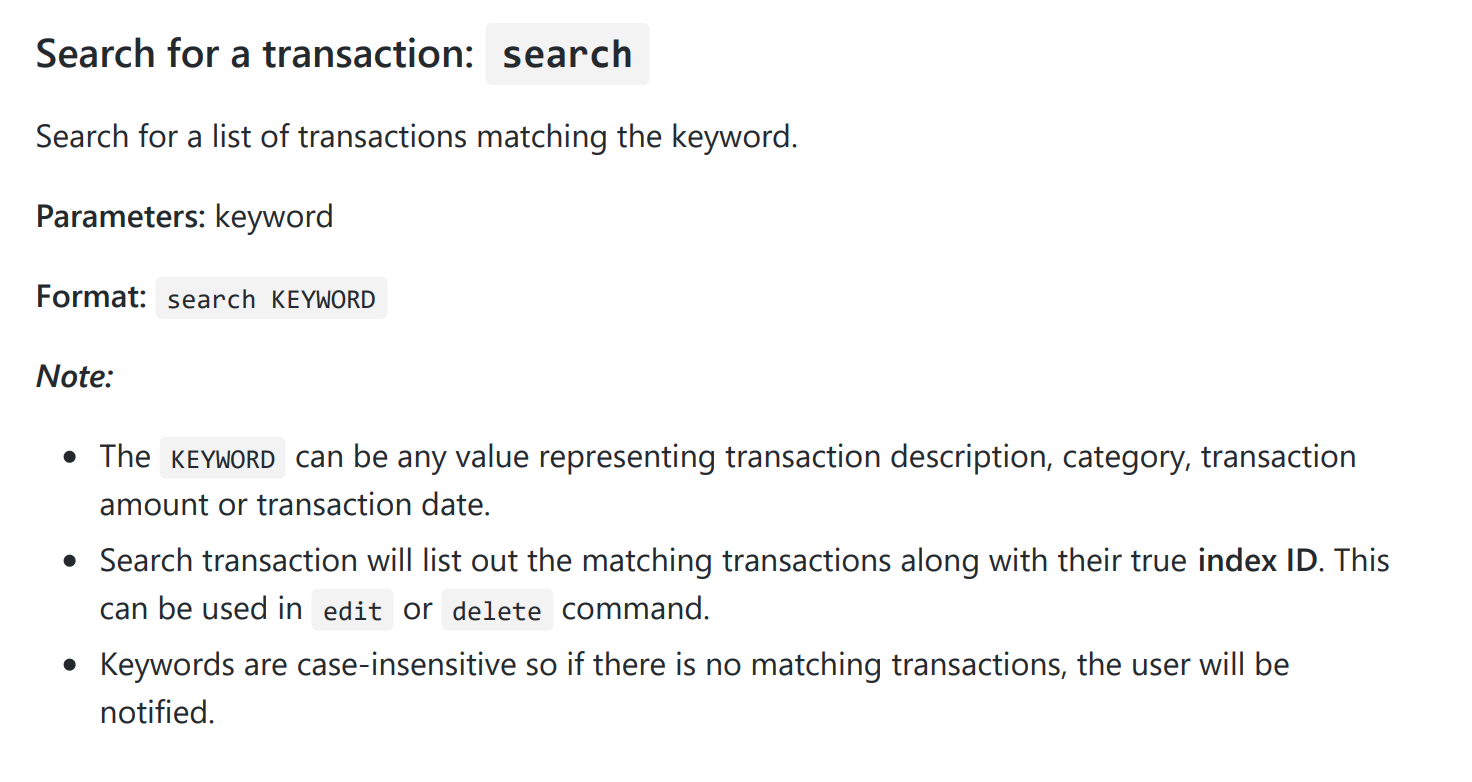 Search for a transaction: search
Search for a list of transactions matching the keyword.
Parameters: keyword
Format: search KEYWORD
Note:
The KEYWORD can be any value representing transaction description, category, transaction
amount or transaction date.
Search transaction will list out the matching transactions along with their true index ID. This
can be used in edit or delete command.
Keywords are case-insensitive so if there is no matching transactions, the user will be
notified.